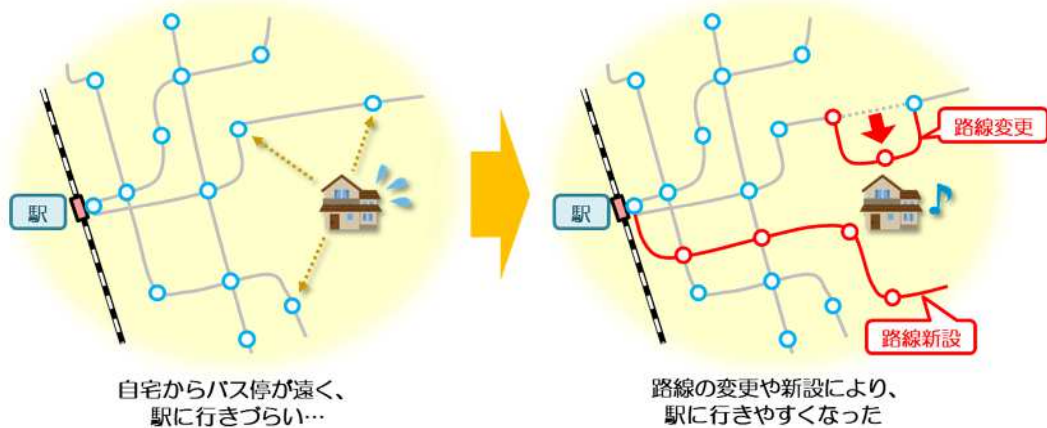 駅
自宅からバス停が遠く、
駅に行きづらい…
路線変更
駅
路線新設
路線の変更や新設により、
駅に行きやすくなった